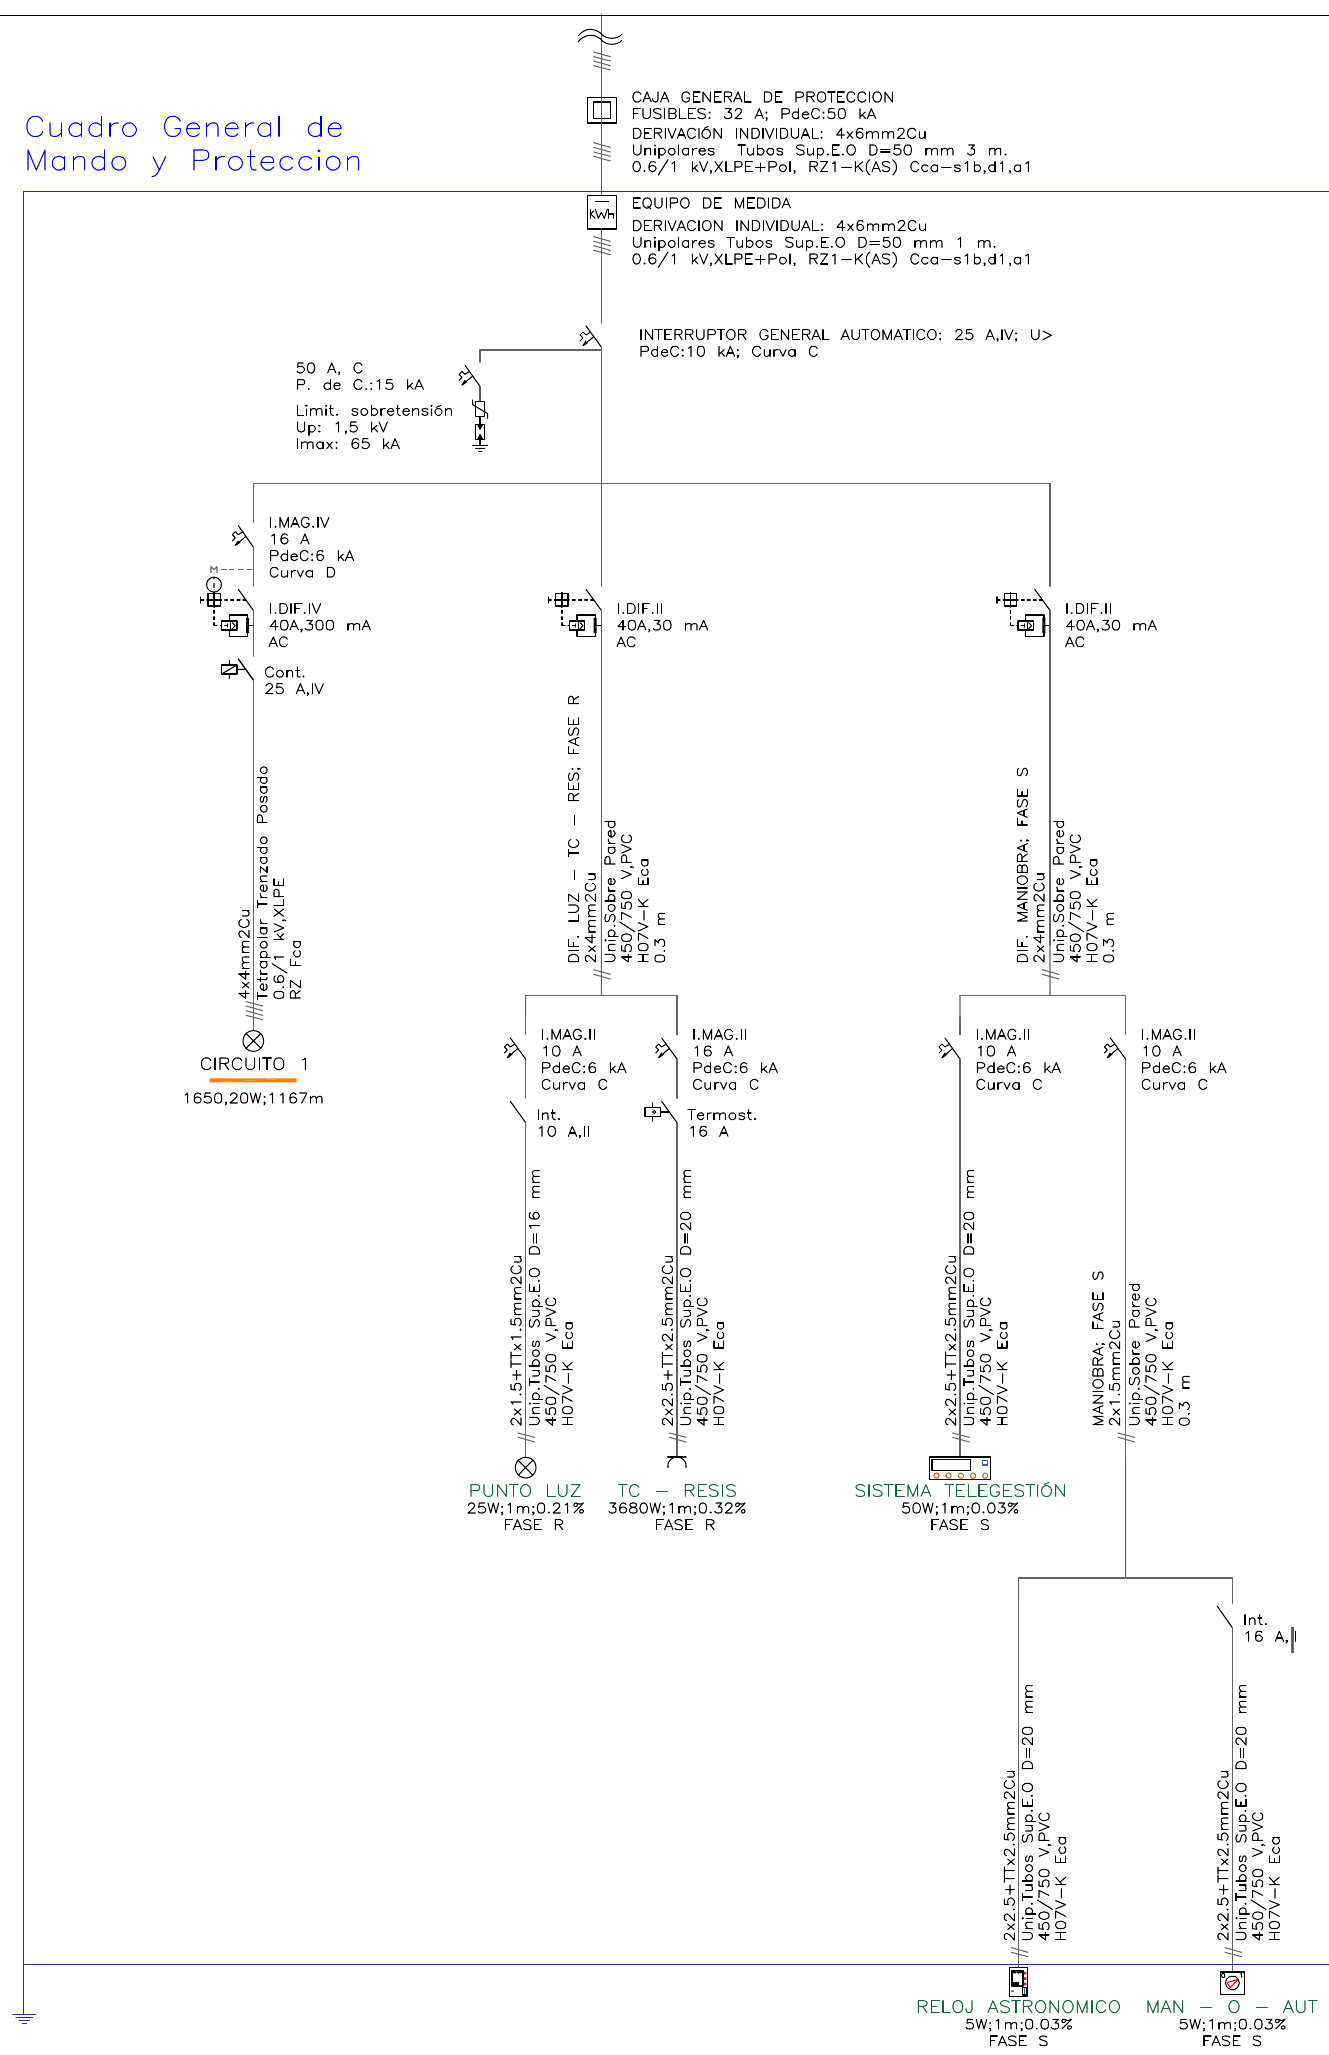 CAJA GENERAL DE PROTECCION
FUSIBLES: 32 A; PdeC:50 kA
DERIVACIÓN INDIVIDUAL: 4x6mm2Cu
Unipolares Tubos Sup.E.O D=50 mm 3 m.
0.6/1 kV,XLPE+Pol, RZ1-K(AS) Cca-s1b,d1,a1
Cuadro General de
Mando y Proteccion
kWh
EQUIPO DE MEDIDA
DERIVACION INDIVIDUAL: 4x6mm2Cu
Unipolares Tubos Sup.E.O D=50 mm 1 m.
0.6/1 kV,XLPE+Pol, RZ1-K(AS) Cca-s1b,d1,a1
INTERRUPTOR GENERAL AUTOMATICO: 25 A,IV; U>
PdeC:10 kA; Curva C
50 A, C
P. de C.:15 kA
Limit. sobretensión
Up: 1,5 kV
Imax: 65 kA
I.MAG.IV
16 A
PdeC:6 kA
Curva D
M
I.DIF.IV
40A,300 mA
AC
Cont.
25 A,IV
4x4mm2Cu
Tetrapolar Trenzado Posado
0.6/1 kV,XLPE
RZ Fca
CIRCUITO 1
1650,20W;1167m
I.DIF.II
40A,30 mA
AC
DIF. LUZ - TC - RES; FASE R
2x4mm2Cu
Unip.Sobre Pared
450/750 V,PVC
H07V-K Eca
0.3 m
I.MAG.II
10 A
PdeC:6 kA
Curva C
Int.
10 A,II
2x1.5+TTx1.5mm2Cu
Unip.Tubos Sup.E.O D=16 mm
450/750 V,PVC
H07V-K Eca
PUNTO LUZ
25W;1m;0.21%
FASE R
I.MAG.II
16 A
PdeC:6 kA
Curva C
Termost.
16 A
2x2.5+TTx2.5mm2Cu
Unip.Tubos Sup.E.O D=20 mm
450/750 V,PVC
H07V-K Eca
TC - RESIS
3680W;1m;0.32%
FASE R
I.DIF.II
40A,30 mA
AC
DIF. MANIOBRA; FASE S
2x4mm2Cu
Unip.Sobre Pared
450/750 V,PVC
H07V-K Eca
0.3 m
I.MAG.II
10 A
PdeC:6 kA
Curva C
2x2.5+TTx2.5mm2Cu
Unip.Tubos Sup.E.O D=20 mm
450/750 V,PVC
H07V-K Eca
SISTEMA TELEGESTIÓN
50W;1m;0.03%
FASE S
I.MAG.II
10 A
PdeC:6 kA
Curva C
MANIOBRA; FASE S
2x1.5mm2Cu
Unip.Sobre Pared
450/750 V,PVC
H07V-K Eca
0.3 m
2x2.5+TTx2.5mm2Cu
Unip.Tubos Sup.E.O D=20 mm
450/750 V,PVC
H07V-K Eca
RELOJ ASTRONOMICO
5W;1m;0.03%
FASE S
Int.
16 A,
2x2.5+TTx2.5mm2Cu
Unip.Tubos Sup.E.O D=20 mm
450/750 V,PVC
H07V-K Eca
MAN - O - AUT
5W;1m;0.03%
FASE S